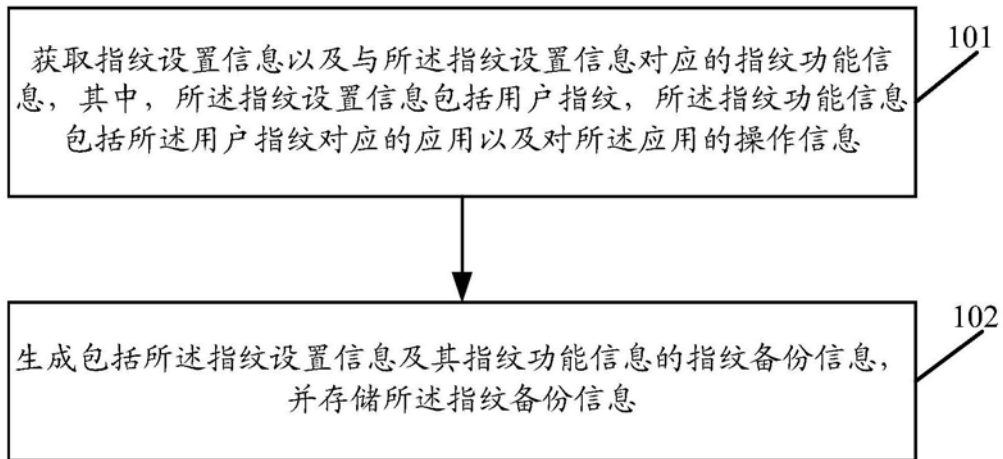 获取指纹设置信息以及与所述指纹设置信息对应的指纹功能信
息，其中，所述指纹设置信息包括用户指纹，所述指纹功能信息
包括所述用户指纹对应的应用以及对所述应用的操作信息
101
生成包括所述指纹设置信息及其指纹功能信息的指纹备份信息，
并存储所述指纹备份信息
102